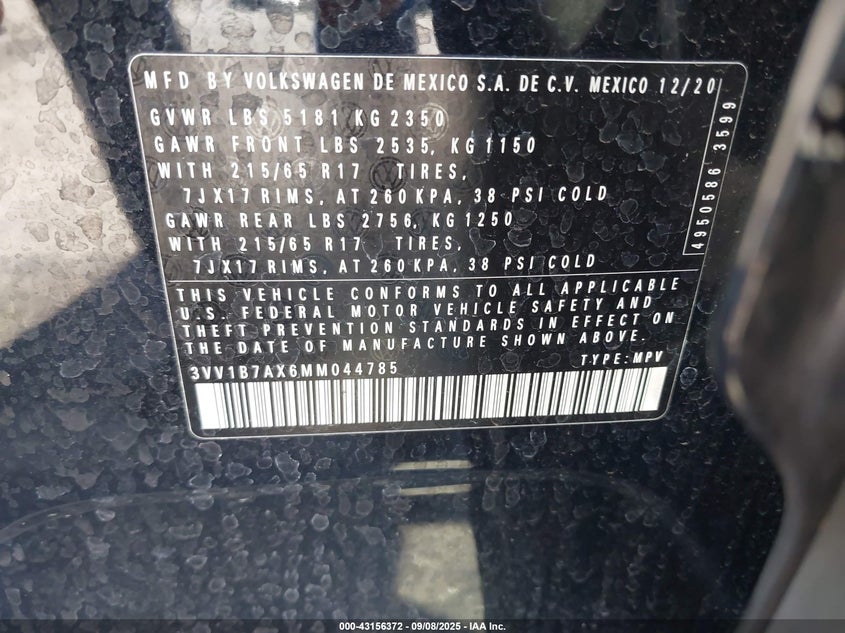 MFD BY VOLKSWAGEN DE MEXICO S.A. DE C.V. MEXICO 12/20
GVWR LBS 5181 KG 2350
GAWR FRONT LBS 2535, KG 1150
WITH 215/65 R17 TIRES,
7JX17 RIMS, AT 260 KPA, 38 PSI COLD
GAWR REAR LBS 2756, KG 1250
WITH 215/65 R17 TIRES,
7JX17 RIMS, AT 260 KPA, 38 PSI COLD
4950586 3599
THIS VEHICLE CONFORMS TO ALL APPLICABLE
U.S. FEDERAL MOTOR VEHICLE SAFETY AND
THEFT PREVENTION STANDARDS IN EFFECT ON
THE DATE OF MANUFACTURE SHOWN ABOVE.
3VV1B7AX6MM044785 TYPE: MPV
000-43156372 - 09/08/2025 - IAA Inc.